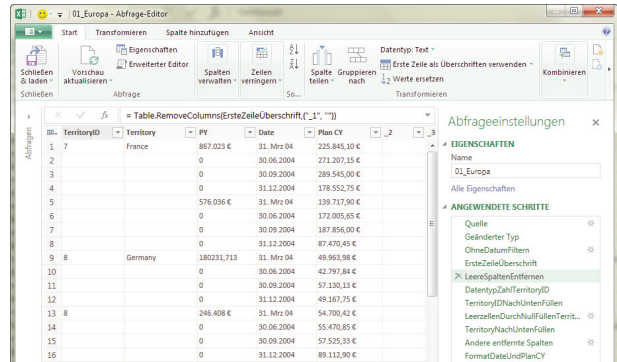 01_Europa - Abfrage-Editor
Start Transformieren Spalte hinzufügen Ansicht
Schließen & laden
Vorschau aktualisieren
Eigenschaften
Erweiterter Editor
Spalten verwalten
Zeilen verringern
Spalte teilen
Gruppieren nach
Datentyp: Text
Erste Zeile als Überschriften verwenden
Werte ersetzen
Kombinieren
Schließen Abfrage So... Transformieren
= Table.RemoveColumns(ErsteZeileÜberschrift,{"_1", ""})
Abfragen
TerritoryID Territory PY Date Plan CY _2 _3
1 7 France 867.023 € 31. Mrz 04 225.845,10 €
2 0 30.06.2004 271.207,15 €
3 0 30.09.2004 289.545,00 €
4 0 31.12.2004 178.552,75 €
5 576.036 € 31. Mrz 04 139.717,90 €
6 0 30.06.2004 172.005,65 €
7 0 30.09.2004 187.856,00 €
8 0 31.12.2004 87.470,45 €
9 8 Germany 180231,713 31. Mrz 04 49.963,98 €
10 0 30.06.2004 42.797,84 €
11 0 30.09.2004 57.130,13 €
12 0 31.12.2004 49.167,75 €
13 8 246.408 € 31. Mrz 04 54.700,42 €
14 0 30.06.2004 55.470,85 €
15 0 30.09.2004 57.525,33 €
16 0 31.12.2004 89.112,90 €
Abfrageeinstellungen
EIGENSCHAFTEN
Name
01_Europa
Alle Eigenschaften
ANGEWENDETE SCHRITTE
Quelle
Geänderter Typ
OhneDatumFiltern
ErsteZeileÜberschrift
LeereSpaltenEntfernen
DatentypZahlTerritoryID
TerritoryIDNachUntenFüllen
LeerzellenDurchNullFüllenTerrit...
TerritoryNachUntenFüllen
Andere entfernte Spalten
FormatDateUndPlanCY